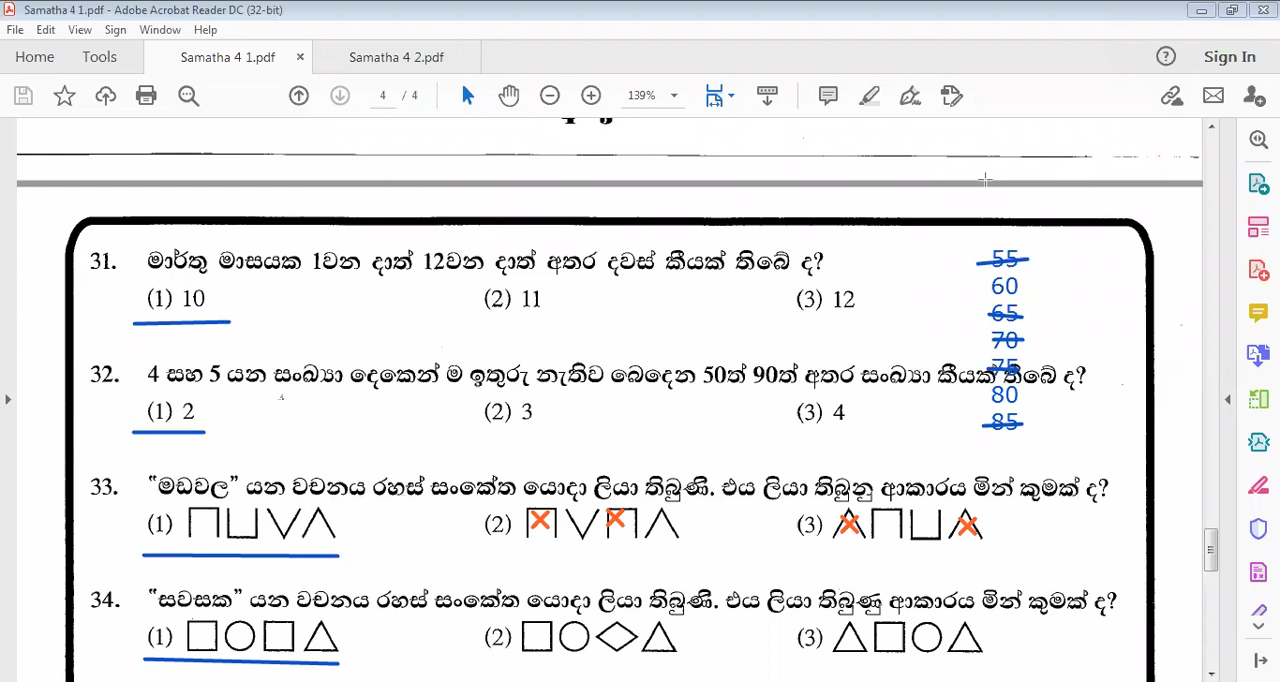 Samatha 4 1.pdf - Adobe Acrobat Reader DC (32-bit)
File Edit View Sign Window Help
Home Tools Samatha 4 1.pdf × Samatha 4 2.pdf ? Sign In
4 / 4 139%
31. මාර්තු මාසයක 1වන දාත් 12වන දාත් අතර දවස් කීයක් තිබේ ද?
(1) 10 (2) 11 (3) 12
55
60
65
70
75
80
85
32. 4 සහ 5 යන සංඛ්‍යා දෙකෙන් ම ඉතුරු නැතිව බෙදෙන 50ත් 90ත් අතර සංඛ්‍යා කීයක් තිබේ ද?
(1) 2 (2) 3 (3) 4
33. "මඩවල" යන වචනය රහස් සංකේත යොදා ලියා තිබුණි. එය ලියා තිබුනු ආකාරය මින් කුමක් ද?
(1) (2) (3)
34. "සවසක" යන වචනය රහස් සංකේත යොදා ලියා තිබුණි. එය ලියා තිබුණු ආකාරය මින් කුමක් ද?
(1) (2) (3)